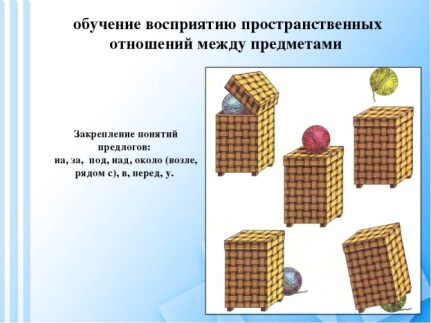 обучение восприятию пространственных
отношений между предметами
Закрепление понятий
предлогов:
на, за, под, над, около (возле,
рядом с), в, перед, у.